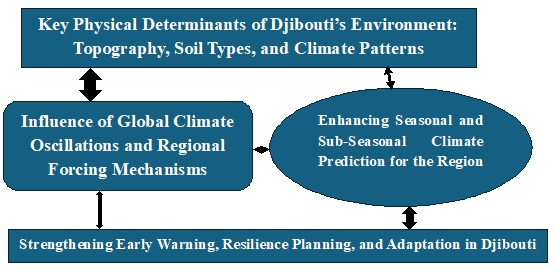 Key Physical Determinants of Djibouti's Environment:
Topography, Soil Types, and Climate Patterns
Influence of Global Climate
Oscillations and Regional
Forcing Mechanisms
Enhancing Seasonal and
Sub-Seasonal Climate
Prediction for the Region
Strengthening Early Warning, Resilience Planning, and Adaptation in Djibouti